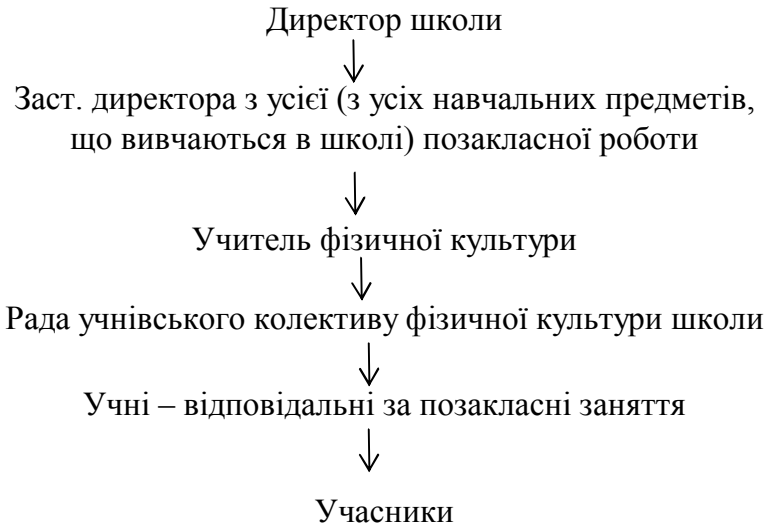 Директор школи
Заст. директора з усієї (з усіх навчальних предметів,
що вивчаються в школі) позакласної роботи
Учитель фізичної культури
Рада учнівського колективу фізичної культури школи
Учні – відповідальні за позакласні заняття
Учасники